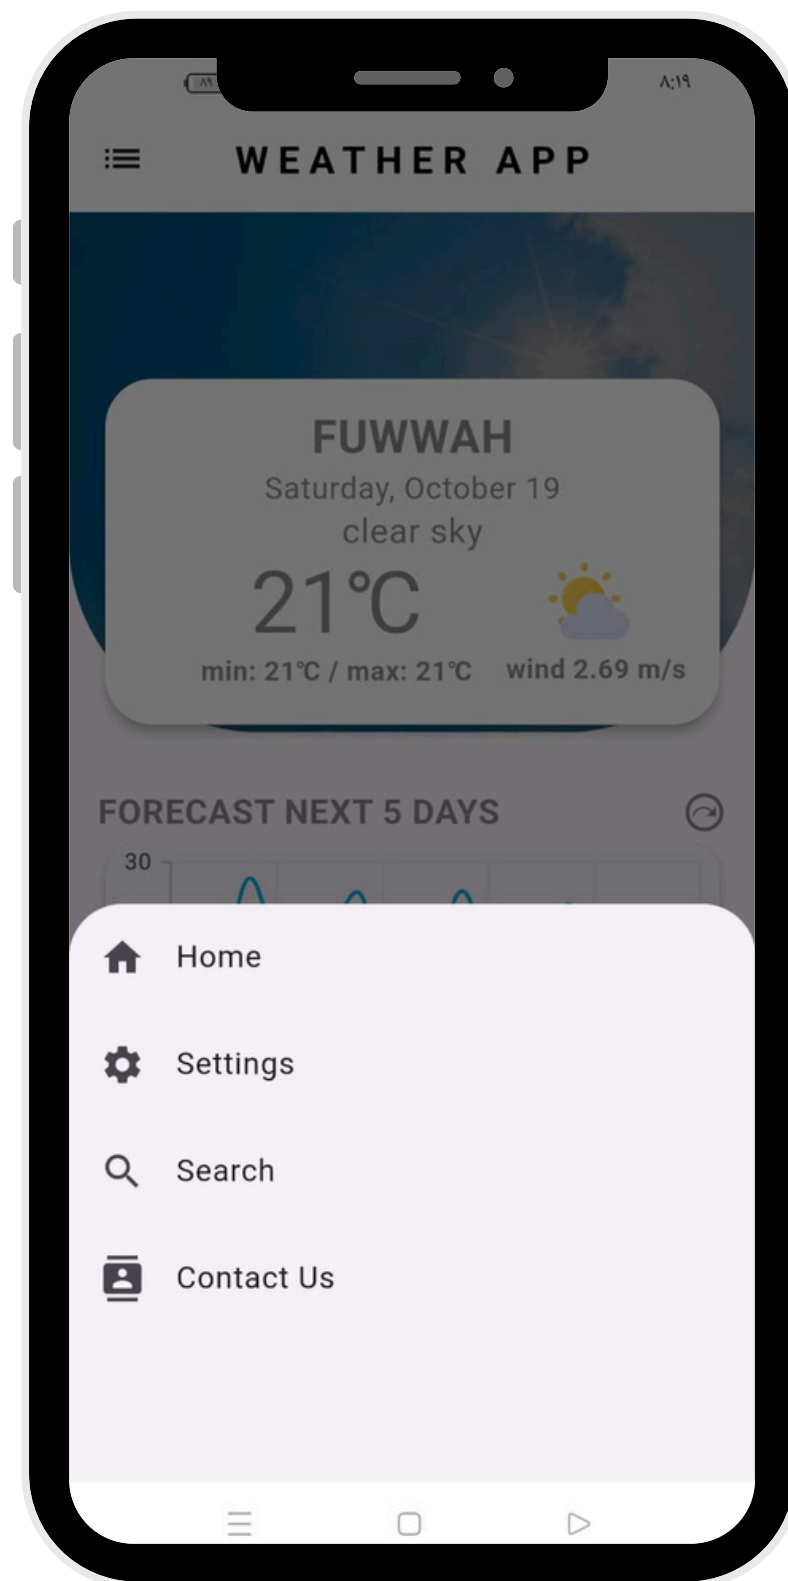 ٨٩
٨:١٩
WEATHER APP
FUWWAH
Saturday, October 19
clear sky
21℃
min: 21℃ / max: 21℃
wind 2.69 m/s
FORECAST NEXT 5 DAYS
30
Home
Settings
Search
Contact Us